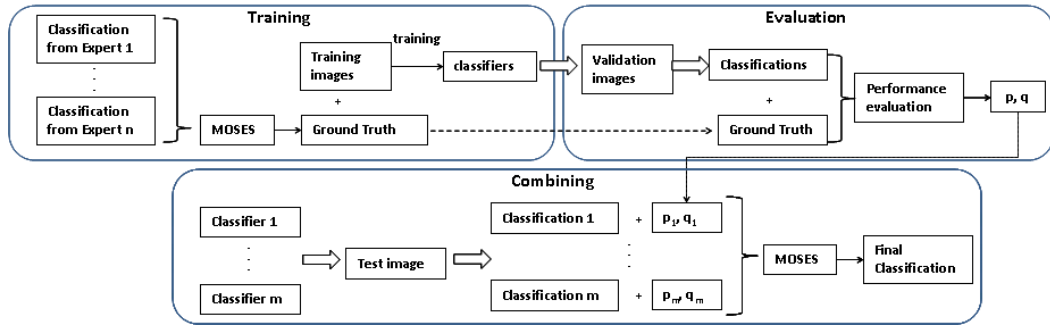 Training
Classification
from Expert 1
Classification
from Expert n
MOSES
Training
images
training
classifiers
+
Ground Truth
Evaluation
Validation
images
Classifications
+
Ground Truth
Performance
evaluation
p, q
Combining
Classifier 1
Classifier m
Test image
Classification 1
+
p1, q1
Classification m
+
pm, qm
MOSES
Final
Classification